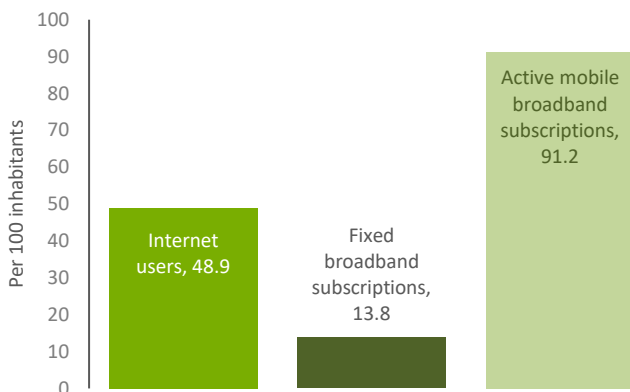 100
90
80
70
60
50
40
30
20
10
0
Per 100 inhabitants
Internet
users, 48.9
Fixed
broadband
subscriptions,
13.8
Active mobile
broadband
subscriptions,
91.2